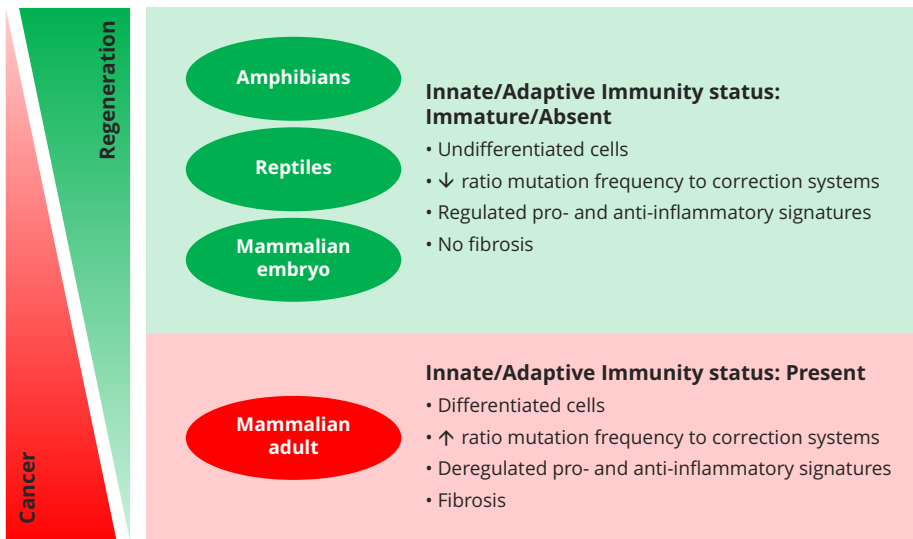 Regeneration
Cancer
Amphibians
Reptiles
Mammalian
embryo
Innate/Adaptive Immunity status:
Immature/Absent
• Undifferentiated cells
• ↓ ratio mutation frequency to correction systems
• Regulated pro- and anti-inflammatory signatures
• No fibrosis
Mammalian
adult
Innate/Adaptive Immunity status: Present
• Differentiated cells
• ↑ ratio mutation frequency to correction systems
• Deregulated pro- and anti-inflammatory signatures
• Fibrosis